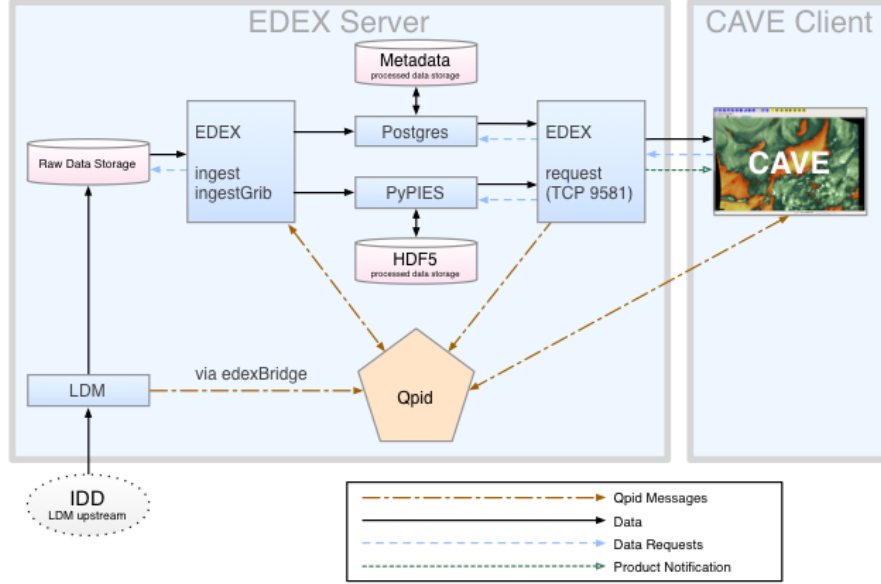 EDEX Server
CAVE Client
Metadata
processed data storage
EDEX
Postgres
EDEX
Raw Data Storage
CAVE
ingest
ingestGrib
PyPIES
request
(TCP 9581)
HDF5
processed data storage
via edexBridge
LDM
Qpid
IDD
LDM upstream
Qpid Messages
Data
Data Requests
Product Notification